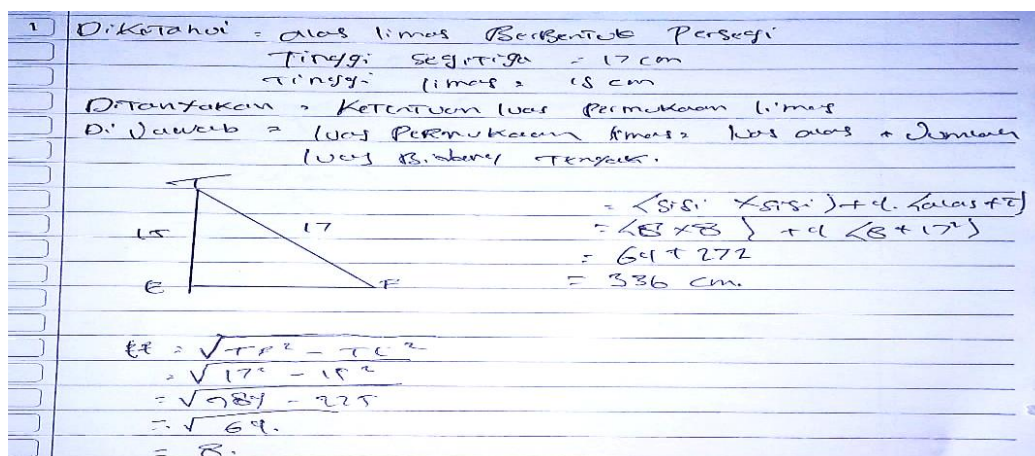 1 Diketahui = alas limas Berbentuk Persegi
Tinggi segitiga = 17 cm
Tinggi limas = 15 cm
Ditanyakan = Ketentuan luas permukaan limas
Di Jawab = luas permukaan limas = luas alas + Jumlah
luas Bidang Tengak.
T
15
17
E
F
= (sisi × sisi) + 4. (alas + t)
= (8 × 8) + 4 (8 + 17²)
= 64 + 272
= 336 cm.
= √TF² - TE²
= √17² - 15²
= √289 - 225
= √64.
= 8.